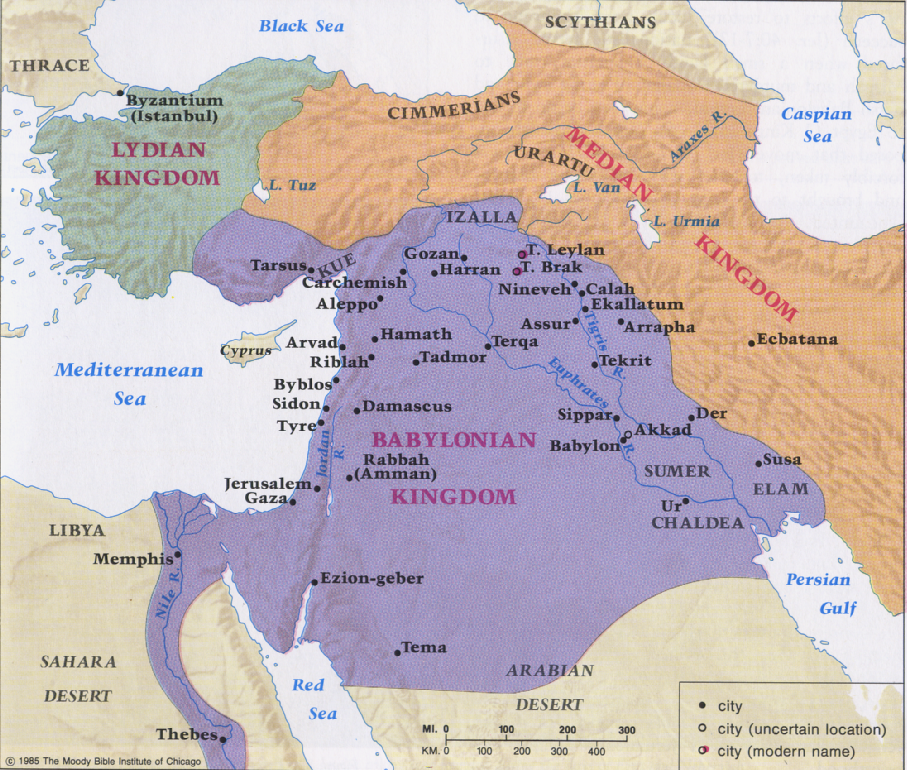 Black Sea
SCYTHIANS
THRACE
Byzantium
(Istanbul)
CIMMERIANS
Caspian
Sea
LYDIAN
KINGDOM
MEDIAN
KINGDOM
Araxes R.
URARTU
L. Tuz
L. Van
IZALLA
L. Urmia
Tarsus
KUE
Gozan
T. Leylan
Carchemish
Harran
T. Brak
Aleppo
Nineveh
Calah
Ekallatum
Assur
Tigris
R.
Arrapha
Cyprus
Arvad
Hamath
Terqa
Ecbatana
Riblah
Tadmor
Tekrit
Mediterranean
Sea
Byblos
Euphrates
R.
Sidon
Damascus
Sippar
Der
Tyre
Akkad
BABYLONIAN
KINGDOM
Babylon
Jordan
R.
Rabbah
(Amman)
SUMER
Susa
Jerusalem
ELAM
Gaza
Ur
CHALDEA
LIBYA
Memphis
Nile R.
Ezion-geber
Persian
Gulf
Tema
SAHARA
DESERT
ARABIAN
DESERT
Red
Sea
Thebes
MI. 0 100 200 300
KM. 0 100 200 300 400
city
city (uncertain location)
city (modern name)
© 1985 The Moody Bible Institute of Chicago